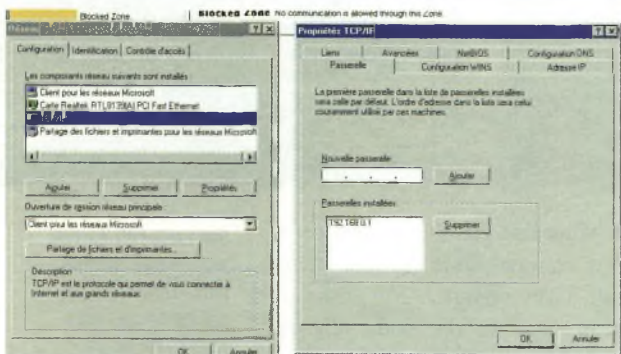 Blocked Zone
Blocked Zone No communication is allowed through this Zone.
Réseau
Configuration Identification Contrôle d'accès
Les composants réseau suivants sont installés :
Client pour les réseaux Microsoft
Carte Realtek RTL8139(A) PCI Fast Ethernet
Partage des fichiers et imprimantes pour les réseaux Microsoft
Ajouter Supprimer Propriétés
Ouverture de session réseau principale :
Client pour les réseaux Microsoft
Partage de fichiers et d'imprimantes...
Description
TCP/IP est le protocole qui permet de vous connecter à
Internet et aux grands réseaux.
OK Annuler
Propriétés TCP/IP
Liens Avancées NetBIOS Configuration DNS
Passerelle Configuration WINS Adresse IP
La première passerelle dans la liste de passerelles installées
sera celle par défaut. L'ordre d'adresse dans la liste sera celui
couramment utilisé par ces machines.
Nouvelle passerelle :
Ajouter
Passerelles installées :
192.168.0.1
Supprimer
OK Annuler